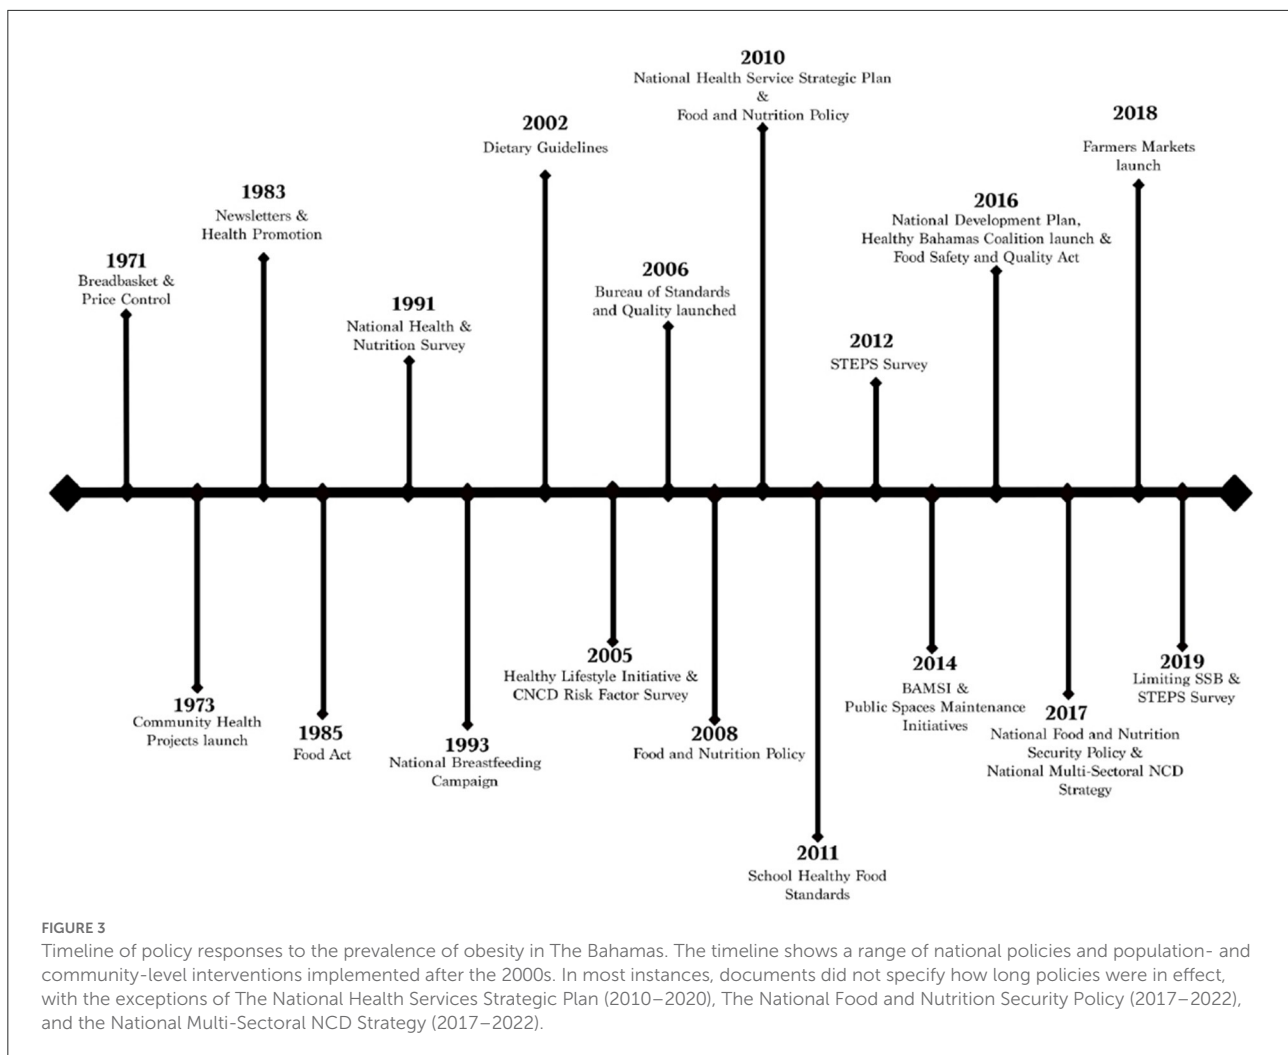 2010
National Health Service Strategic Plan
&
Food and Nutrition Policy
2018
Farmers Markets
launch
2002
Dietary Guidelines
1983
Newsletters &
Health Promotion
2016
National Development Plan,
Healthy Bahamas Coalition launch &
Food Safety and Quality Act
1971
Breadbasket &
Price Control
2006
Bureau of Standards
and Quality launched
1991
National Health &
Nutrition Survey
2012
STEPS Survey
1973
Community Health
Projects launch
1985
Food Act
1993
National Breastfeeding
Campaign
2005
Healthy Lifestyle Initiative &
CNCD Risk Factor Survey
2008
Food and Nutrition Policy
2011
School Healthy Food
Standards
2014
BAMSI &
Public Spaces Maintenance
Initiatives
2017
National Food and Nutrition
Security Policy &
National Multi-Sectoral NCD
Strategy
2019
Limiting SSB &
STEPS Survey
FIGURE 3
Timeline of policy responses to the prevalence of obesity in The Bahamas. The timeline shows a range of national policies and population- and
community-level interventions implemented after the 2000s. In most instances, documents did not specify how long policies were in effect,
with the exceptions of The National Health Services Strategic Plan (2010–2020), The National Food and Nutrition Security Policy (2017–2022),
and the National Multi-Sectoral NCD Strategy (2017–2022).